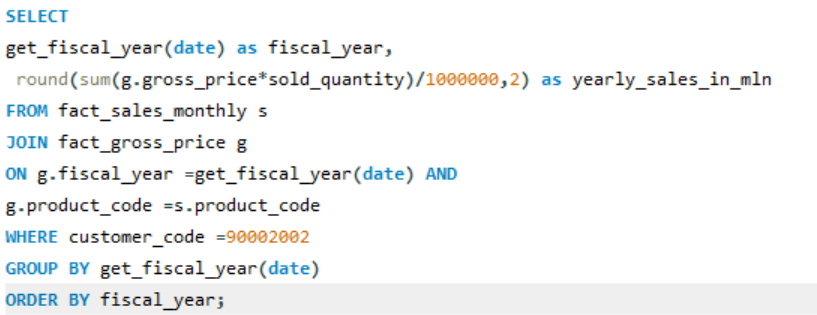 SELECT
get_fiscal_year(date) as fiscal_year,
round(sum(g.gross_price*sold_quantity)/1000000,2) as yearly_sales_in_mln
FROM fact_sales_monthly s
JOIN fact_gross_price g
ON g.fiscal_year =get_fiscal_year(date) AND
g.product_code =s.product_code
WHERE customer_code =90002002
GROUP BY get_fiscal_year(date)
ORDER BY fiscal_year;